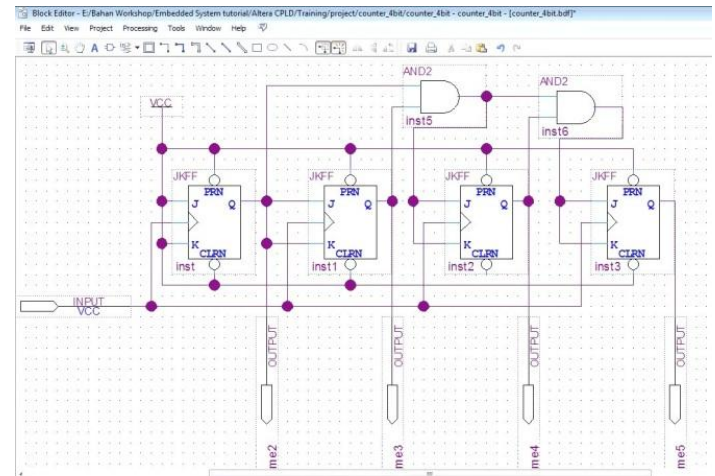 Block Editor - E:/Bahan Workshop/Embedded System tutorial/Altera CPLD/Training/project/counter_4bit/counter_4bit - counter_4bit - [counter_4bit.bdf]*
File Edit View Project Processing Tools Window Help
AND2
AND2
VCC
inst5
inst6
JKFF JKFF JKFF JKFF
PRN PRN PRN PRN
J Q J Q J Q J Q
K K K K
CLRN CLRN CLRN CLRN
inst inst1 inst2 inst3
INPUT
VCC
OUTPUT OUTPUT OUTPUT OUTPUT
me2 me3 me4 me5